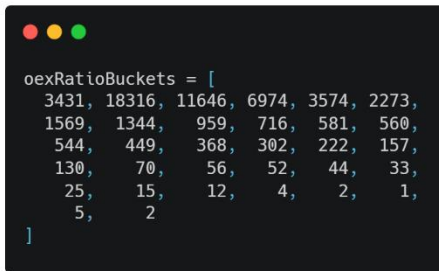 oexRatioBuckets = [
3431, 18316, 11646, 6974, 3574, 2273,
1569, 1344, 959, 716, 581, 560,
544, 449, 368, 302, 222, 157,
130, 70, 56, 52, 44, 33,
25, 15, 12, 4, 2, 1,
5, 2
]